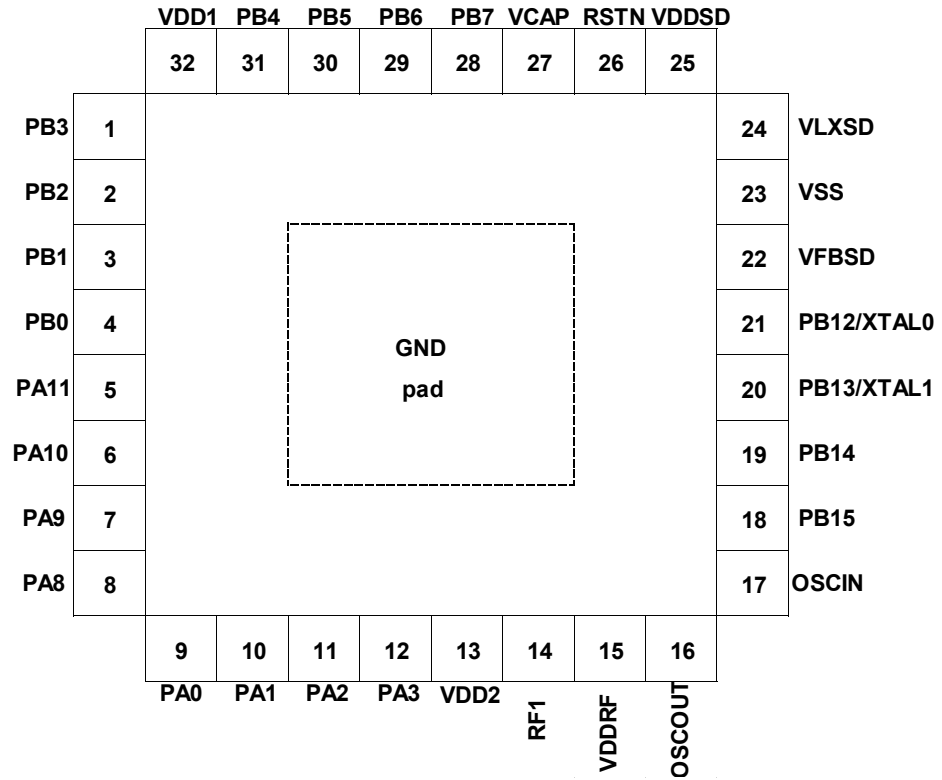 VDD1 PB4 PB5 PB6 PB7 VCAP RSTN VDDSD
32 31 30 29 28 27 26 25
PB3 1 24 VLXSD
PB2 2 23 VSS
PB1 3 22 VFBSD
PB0 4 21 PB12/XTAL0
GND
PA11 5 pad 20 PB13/XTAL1
PA10 6 19 PB14
PA9 7 18 PB15
PA8 8 17 OSCIN
9 10 11 12 13 14 15 16
PA0 PA1 PA2 PA3 VDD2 RF1 VDDRF OSCOUT